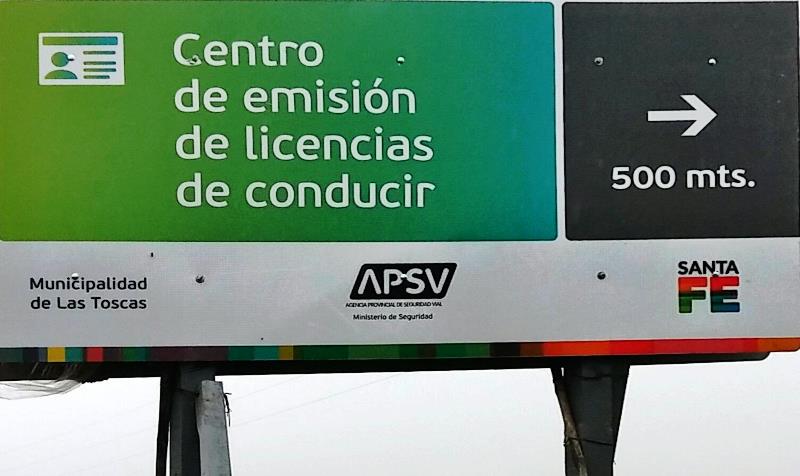 Centro
de emisión
de licencias
de conducir
500 mts.
Municipalidad
de Las Toscas
APSV
AGENCIA PROVINCIAL DE SEGURIDAD VIAL
Ministerio de Seguridad
SANTA
FE